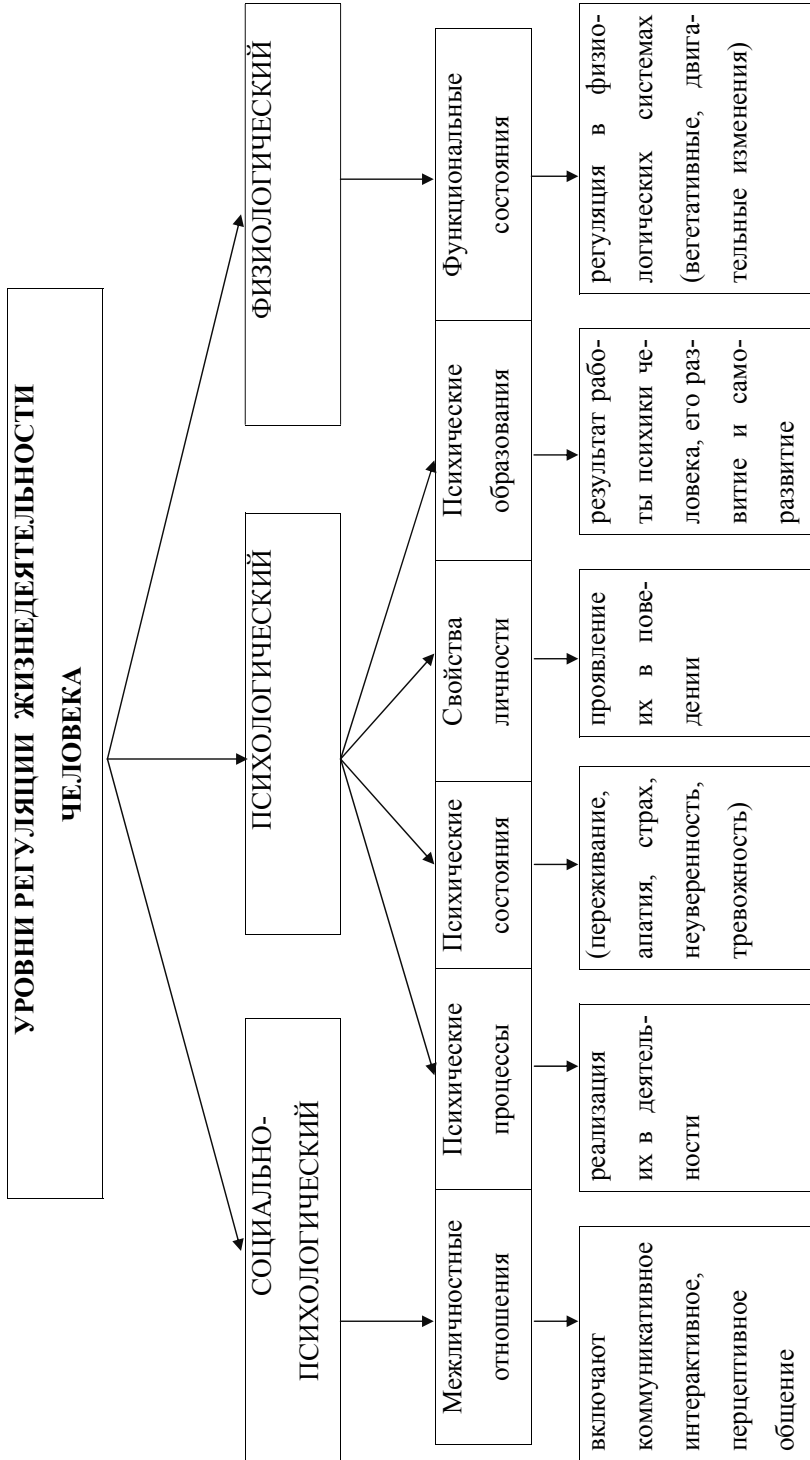 УРОВНИ РЕГУЛЯЦИИ ЖИЗНЕДЕЯТЕЛЬНОСТИ
ЧЕЛОВЕКА
СОЦИАЛЬНО-
ПСИХОЛОГИЧЕСКИЙ
ПСИХОЛОГИЧЕСКИЙ
ФИЗИОЛОГИЧЕСКИЙ
Межличностные
отношения
Психические
процессы
Психические
состояния
Свойства
личности
Психические
образования
Функциональные
состояния
включают
коммуникативное
интерактивное,
перцептивное
общение
реализация
их в деятель-
ности
(переживание,
апатия, страх,
неуверенность,
тревожность)
проявление
их в пове-
дении
результат рабо-
ты психики че-
ловека, его раз-
витие и само-
развитие
регуляция в физио-
логических системах
(вегетативные, двига-
тельные изменения)